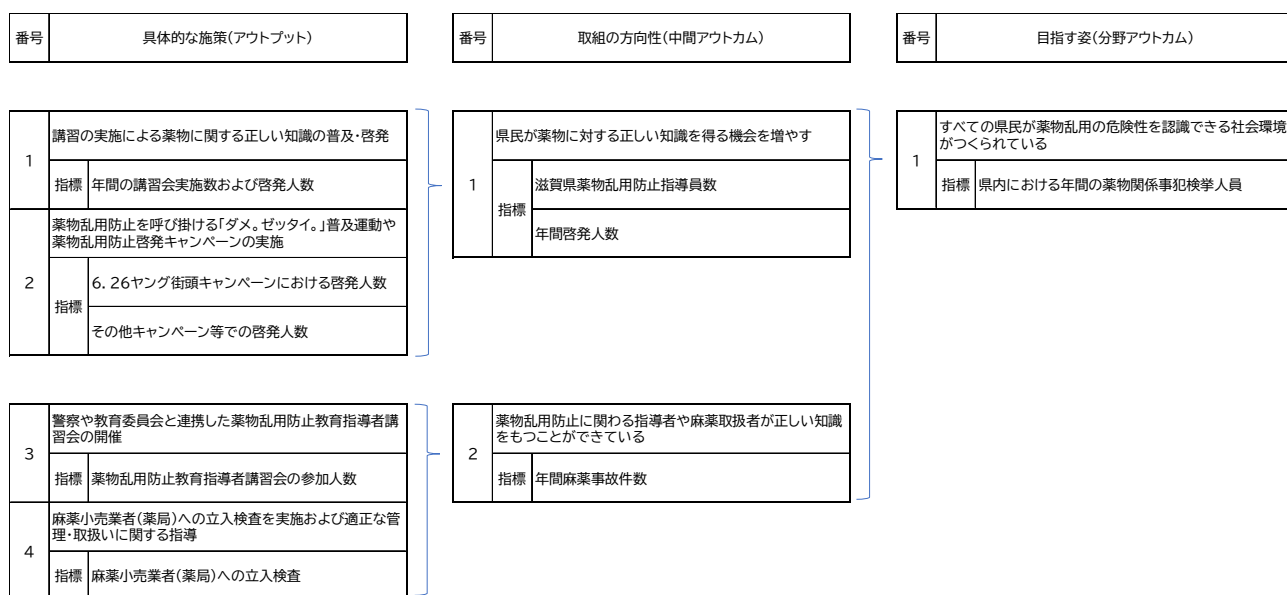 番号
具体的な施策(アウトプット)
番号
取組の方向性(中間アウトカム)
番号
目指す姿(分野アウトカム)
1
講習の実施による薬物に関する正しい知識の普及・啓発
指標
年間の講習会実施数および啓発人数
2
薬物乱用防止を呼び掛ける「ダメ。ゼッタイ。」普及運動や
薬物乱用防止啓発キャンペーンの実施
指標
6．26ヤング街頭キャンペーンにおける啓発人数
その他キャンペーン等での啓発人数
1
県民が薬物に対する正しい知識を得る機会を増やす
指標
滋賀県薬物乱用防止指導員数
年間啓発人数
1
すべての県民が薬物乱用の危険性を認識できる社会環境
がつくられている
指標
県内における年間の薬物関係事犯検挙人員
3
警察や教育委員会と連携した薬物乱用防止教育指導者講
習会の開催
指標
薬物乱用防止教育指導者講習会の参加人数
4
麻薬小売業者(薬局)への立入検査を実施および適正な管
理・取扱いに関する指導
指標
麻薬小売業者(薬局)への立入検査
2
薬物乱用防止に関わる指導者や麻薬取扱者が正しい知識
をもつことができている
指標
年間麻薬事故件数